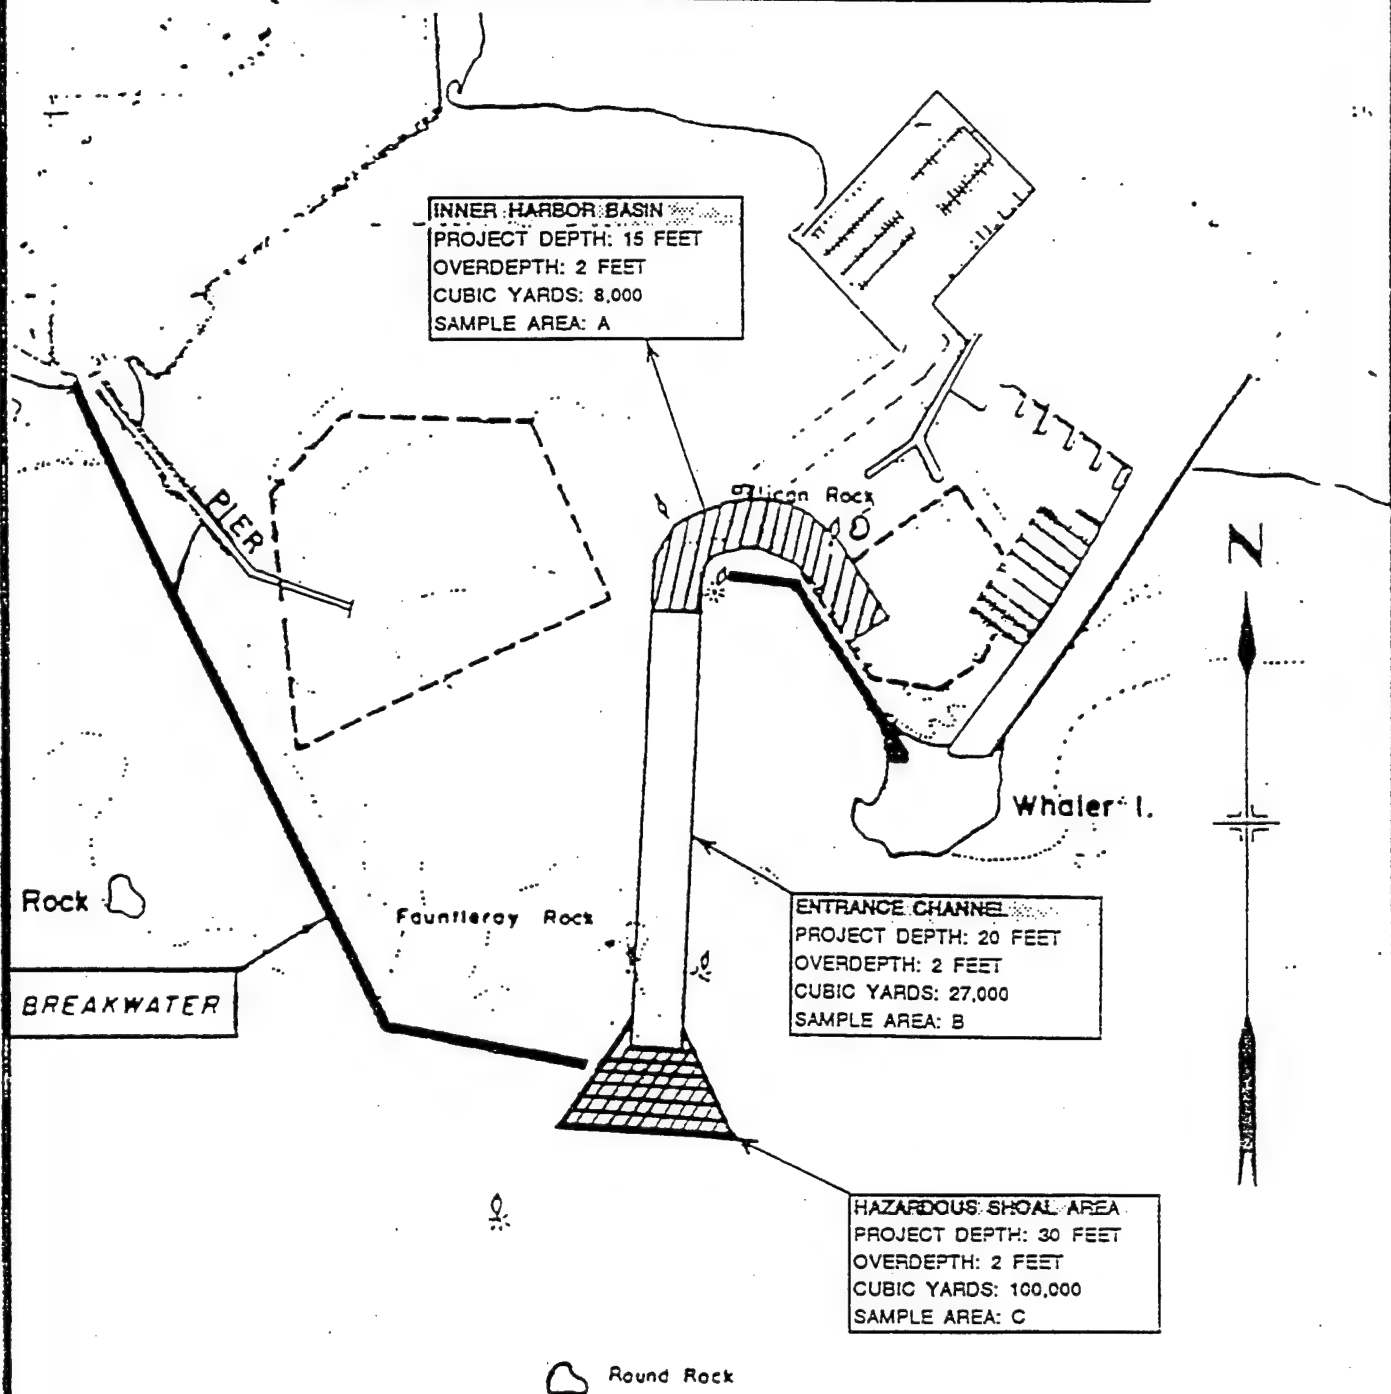 INNER HARBOR BASIN
PROJECT DEPTH: 15 FEET
OVERDEPTH: 2 FEET
CUBIC YARDS: 8,000
SAMPLE AREA: A
PIER
Pelican Rock
N
Whaler I.
Rock
Fauntleroy Rock
ENTRANCE CHANNEL
PROJECT DEPTH: 20 FEET
OVERDEPTH: 2 FEET
CUBIC YARDS: 27,000
SAMPLE AREA: B
BREAKWATER
HAZARDOUS SHOAL AREA
PROJECT DEPTH: 30 FEET
OVERDEPTH: 2 FEET
CUBIC YARDS: 100,000
SAMPLE AREA: C
Round Rock